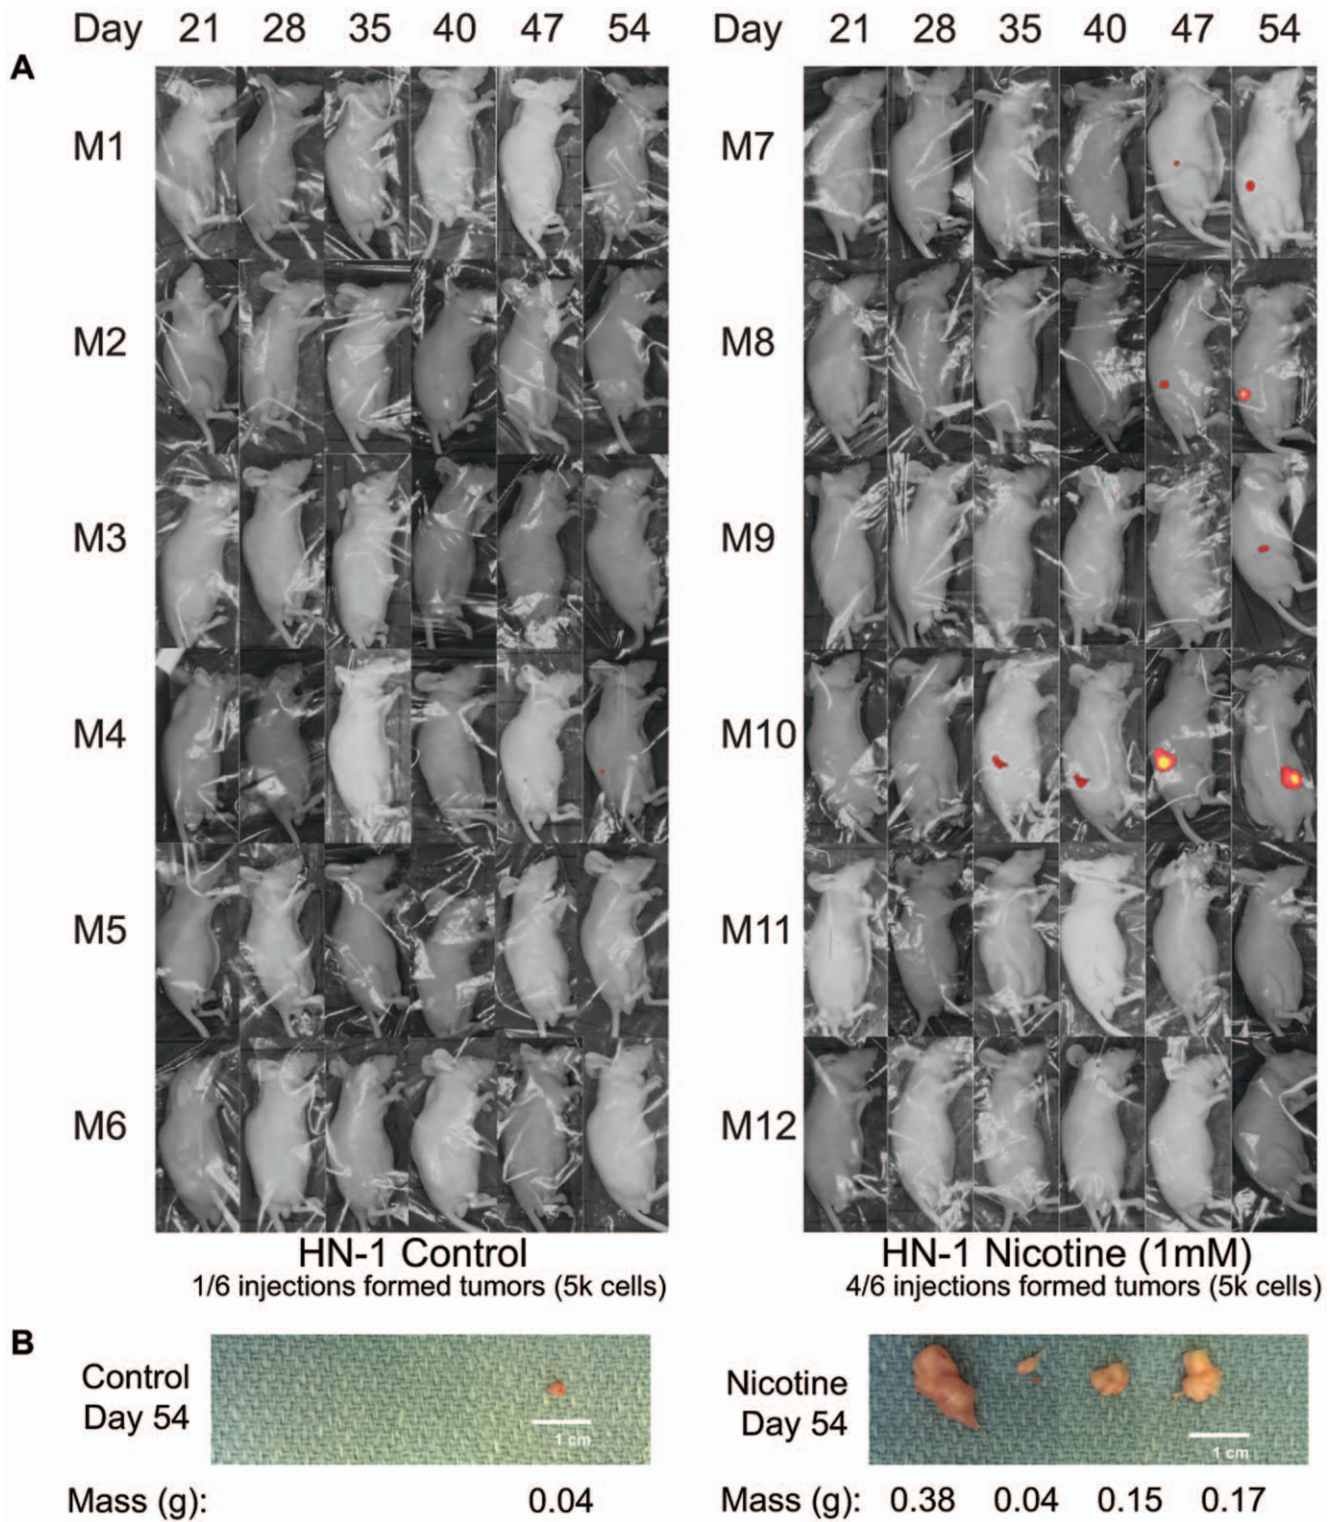 Day 21 28 35 40 47 54
Day 21 28 35 40 47 54
A
M1
M2
M3
M4
M5
M6
M7
M8
M9
M10
M11
M12
HN-1 Control
1/6 injections formed tumors (5k cells)
HN-1 Nicotine (1mM)
4/6 injections formed tumors (5k cells)
B
Control
Day 54
1 cm
Mass (g): 0.04
Nicotine
Day 54
1 cm
Mass (g): 0.38 0.04 0.15 0.17